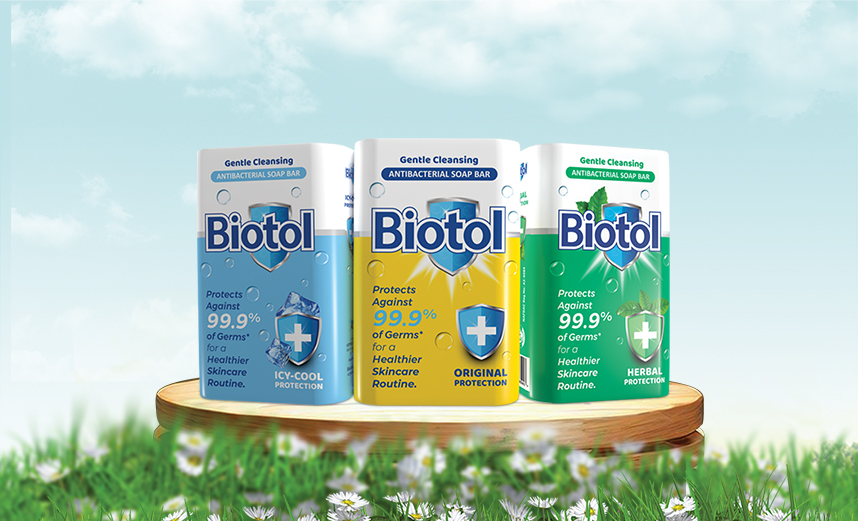 Gentle Cleansing
ANTIBACTERIAL SOAP BAR
Biotol
Protects
Against
99.9%
of Germs*
for a
Healthier
Skincare
Routine.
ICY-COOL
PROTECTION
Gentle Cleansing
ANTIBACTERIAL SOAP BAR
Biotol
Protects
Against
99.9%
of Germs*
for a
Healthier
Skincare
Routine.
ORIGINAL
PROTECTION
Gentle Cleansing
ANTIBACTERIAL SOAP BAR
Biotol
Protects
Against
99.9%
of Germs*
for a
Healthier
Skincare
Routine.
HERBAL
PROTECTION